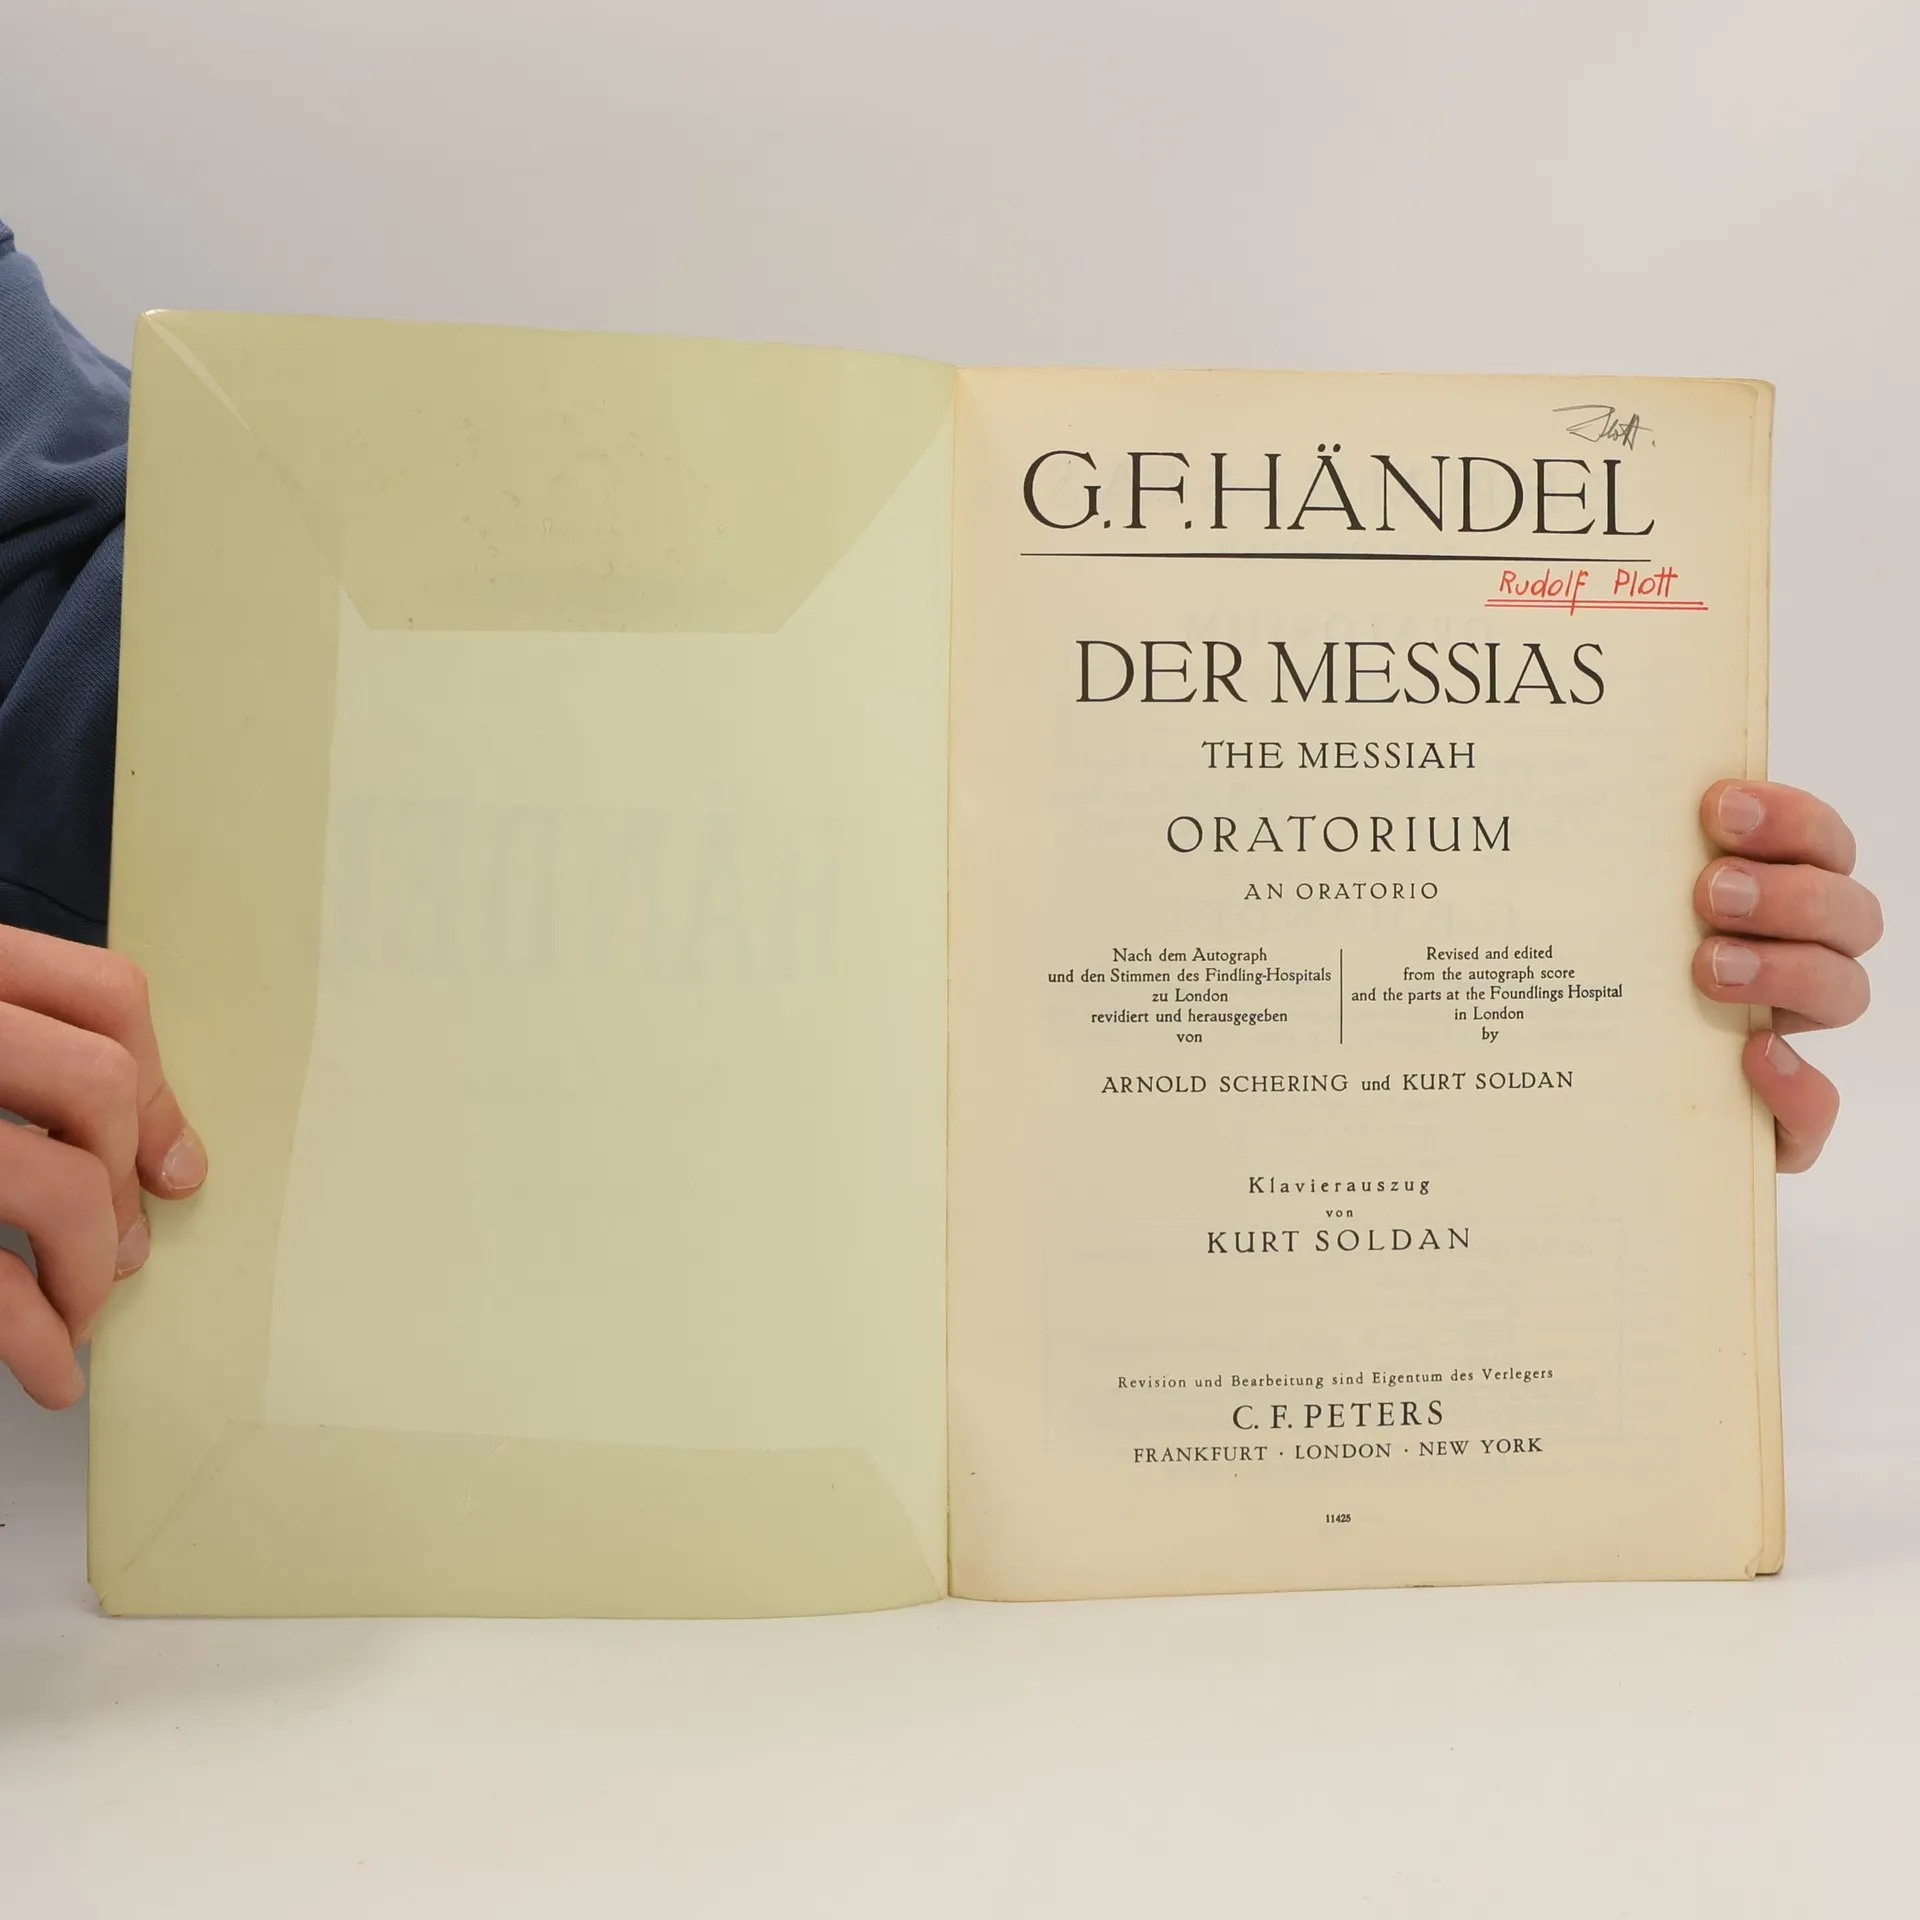 Plott.
G.F.HÄNDEL
Rudolf Plott
DER MESSIAS
THE MESSIAH
ORATORIUM
AN ORATORIO
Nach dem Autograph
und den Stimmen des Findling-Hospitals
zu London
revidiert und herausgegeben
von
Revised and edited
from the autograph score
and the parts at the Foundlings Hospital
in London
by
ARNOLD SCHERING und KURT SOLDAN
Klavierauszug
von
KURT SOLDAN
Revision und Bearbeitung sind Eigentum des Verlegers
C. F. PETERS
FRANKFURT · LONDON · NEW YORK
11425